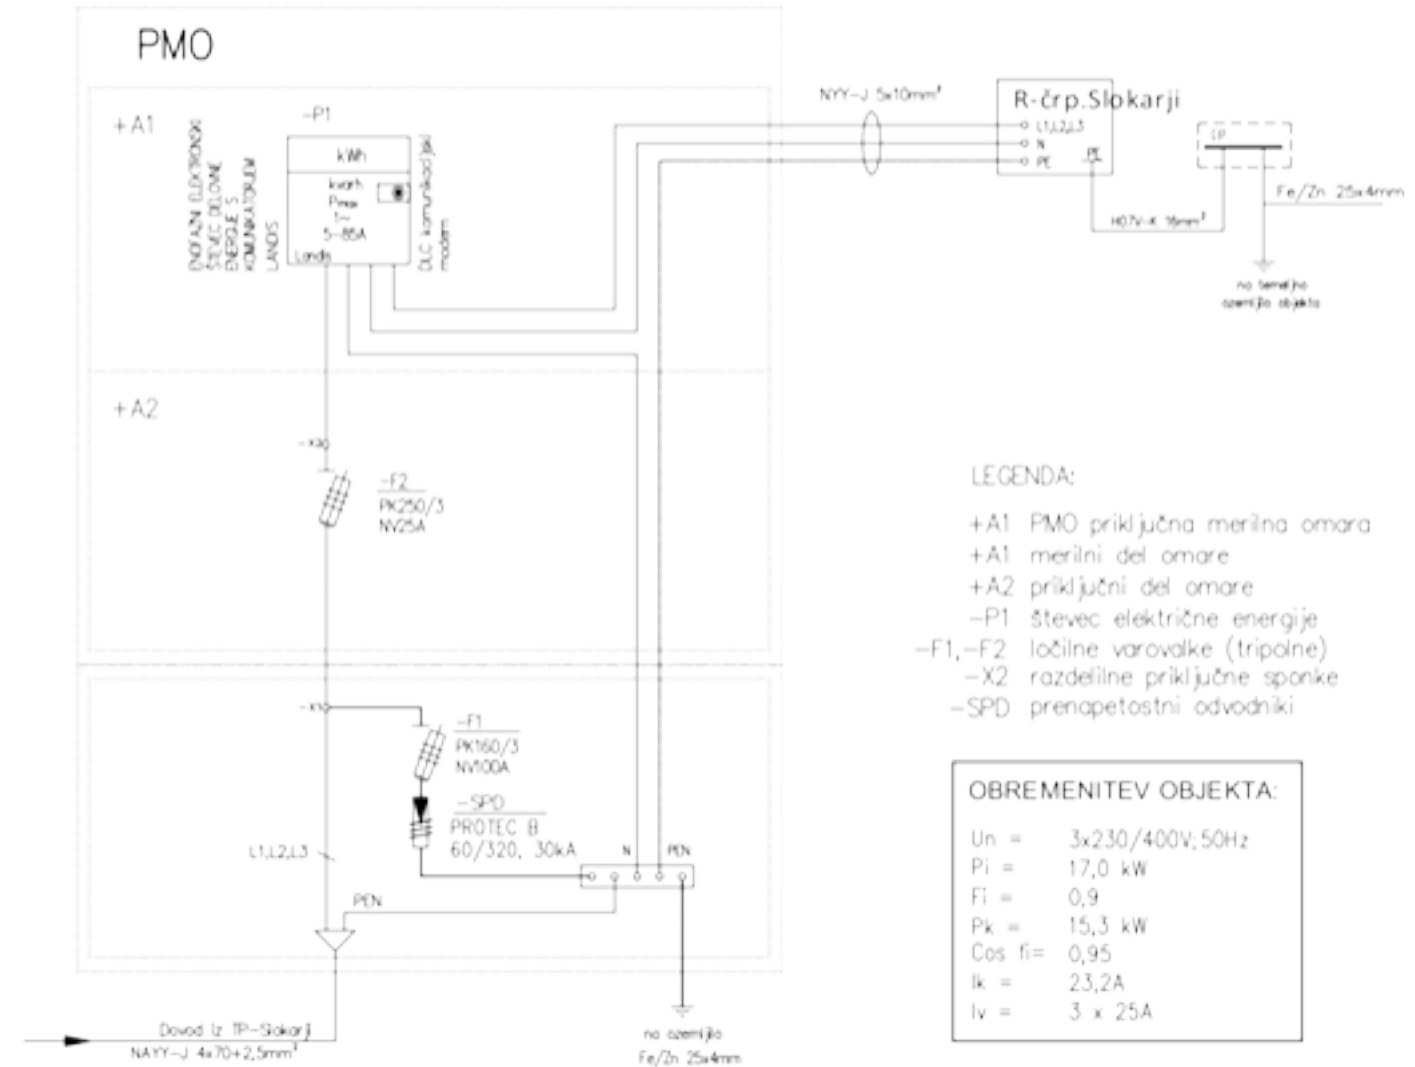 PMO
+A1
-P1
ENOFAZNI ELEKTRONSKI
ŠTEVEC DELOVNE
ENERGIJE S
KOMUNIKATORJEM
LANDIS
kWh
kvarh
Pmax
1~
5-85A
Landis
DLC komunikacijski
modem
NYY-J 5x10mm²
R-črp.Slokarji
L1,L2,L3
N
PE
PE
H07V-K 16mm²
Fe/Zn 25x4mm
na temeljno
ozemljilo objekta
+A2
-X2
-F2
PK250/3
NV25A
LEGENDA:
+A1 PMO priključna merilna omara
+A1 merilni del omare
+A2 priključni del omare
-P1 števec električne energije
-F1,-F2 ločilne varovalke (tripolne)
-X2 razdelilne priključne sponke
-SPD prenapetostni odvodniki
-X1
-F1
PK160/3
NV100A
-SPD
PROTEC B
60/320, 30kA
L1,L2,L3
N
PEN
PEN
Dovod iz TP-Slokarji
NAYY-J 4x70+2,5mm²
na ozemljilo
Fe/Zn 25x4mm
OBREMENITEV OBJEKTA:
Un = 3x230/400V;50Hz
Pi = 17,0 kW
Fi = 0,9
Pk = 15,3 kW
Cos fi= 0,95
Ik = 23,2A
Iv = 3 x 25A